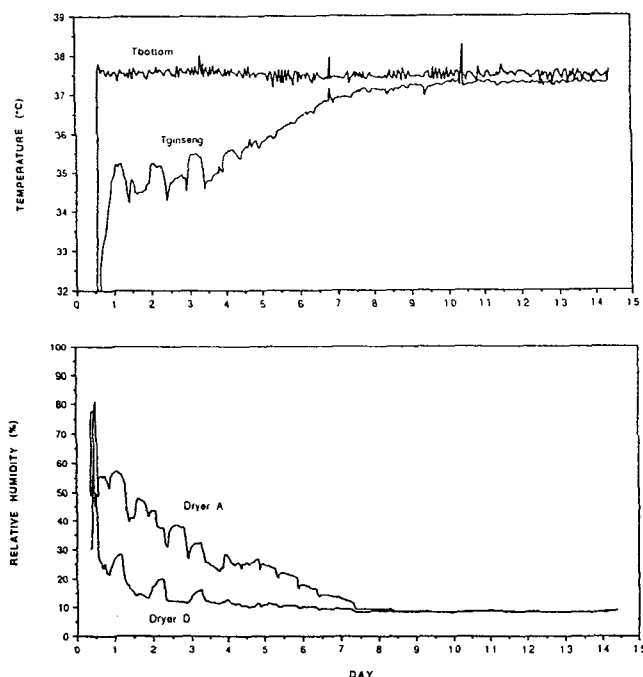 39
38
37
36
35
34
33
32
TEMPERATURE (°C)
Tbottom
Tginseng
0 1 2 3 4 5 6 7 8 9 10 11 12 13 14 15
100
90
80
70
60
50
40
30
20
10
0
RELATIVE HUMIDITY (%)
Dryer A
Dryer D
0 1 2 3 4 5 6 7 8 9 10 11 12 13 14 15
DAY